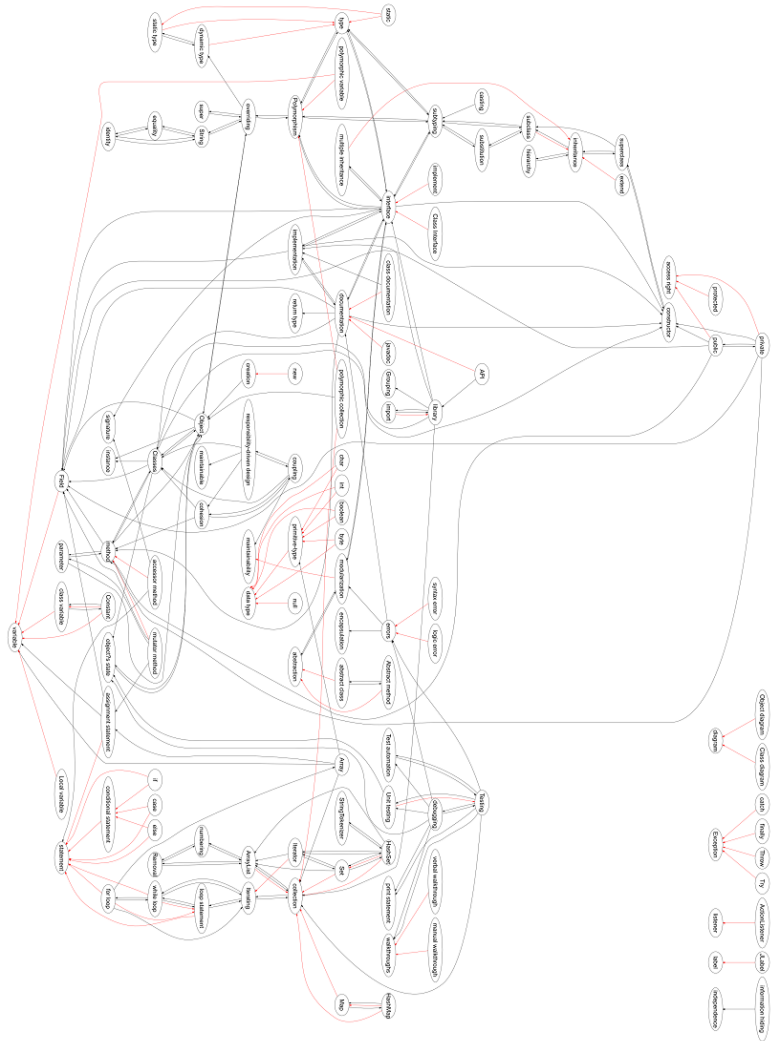 static
type
static type
dynamic type
polymorphic variable
Polymorphism
overriding
super
String
equality
identity
casting
subtyping
substitution
subclass
hierarchy
inheritance
superclass
extend
multiple inheritance
implement
interface
Class interface
implementation
class documentation
documentation
return type
javadoc
API
Grouping
import
library
access right
protected
constructor
public
private
polymorphic collection
creation
new
signature
instance
Classes
responsibility-driven design
maintainable
coupling
cohesion
Field
method
parameter
accessor method
mutator method
Constant
class variable
variable
Local variable
assignment statement
char
int
boolean
byte
primitive-type
maintainability
data type
null
modularization
encapsulation
abstraction
abstract class
Abstract method
errors
syntax error
logic error
Test automation
Unit testing
debugging
Testing
Array
StringTokenizer
HashSet
Set
Iterator
print statement
verbal walkthrough
manual walkthrough
walkthroughs
if
case
else
conditional statement
statement
numbering
Removal
ArrayList
Iterating
loop statement
while loop
for loop
collection
Map
HashMap
Object diagram
Class diagram
diagram
catch
finally
throw
Try
Exception
ActionListener
listener
JLabel
label
information hiding
independence